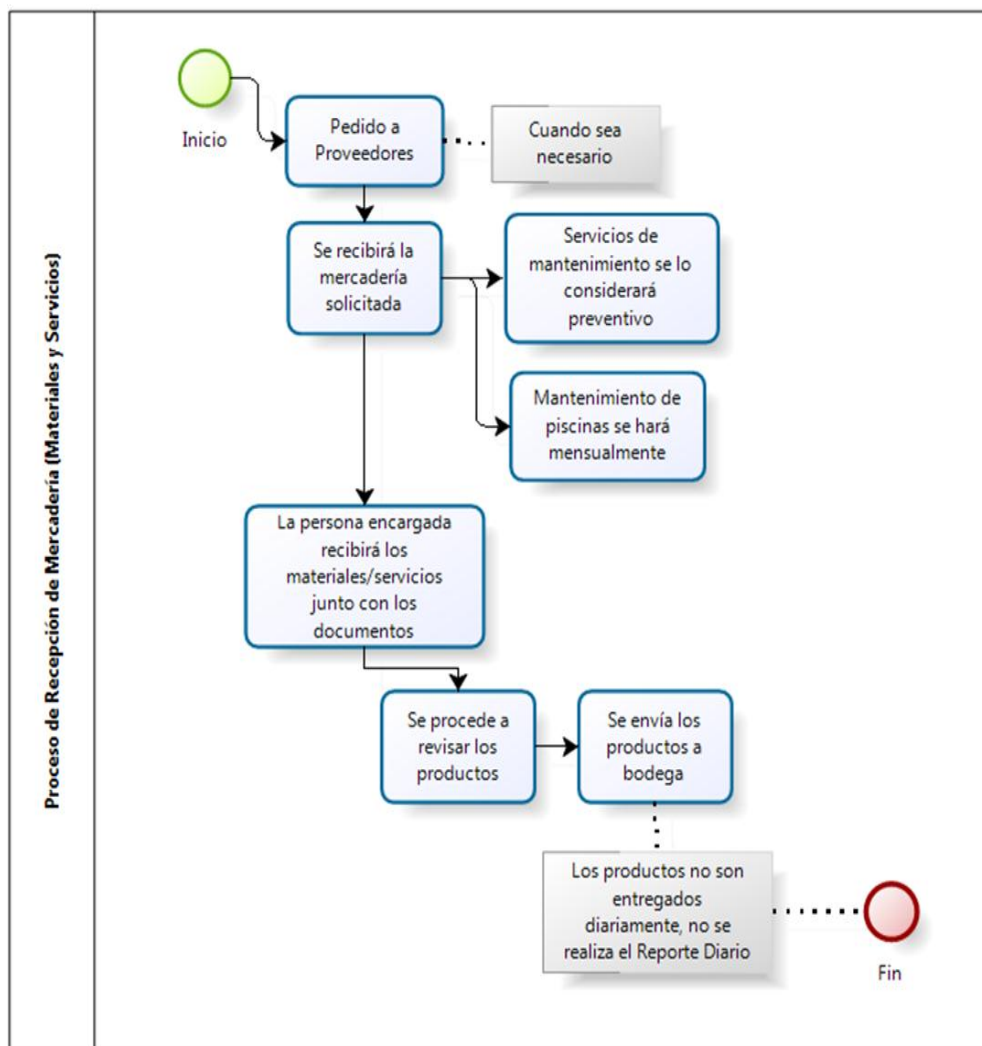 Proceso de Recepción de Mercadería (Materiales y Servicios)
Inicio
Pedido a
Proveedores
Cuando sea
necesario
Se recibirá la
mercadería
solicitada
Servicios de
mantenimiento se lo
considerará
preventivo
Mantenimiento de
piscinas se hará
mensualmente
La persona encargada
recibirá los
materiales/servicios
junto con los
documentos
Se procede a
revisar los
productos
Se envía los
productos a
bodega
Los productos no son
entregados
diariamente, no se
realiza el Reporte Diario
Fin